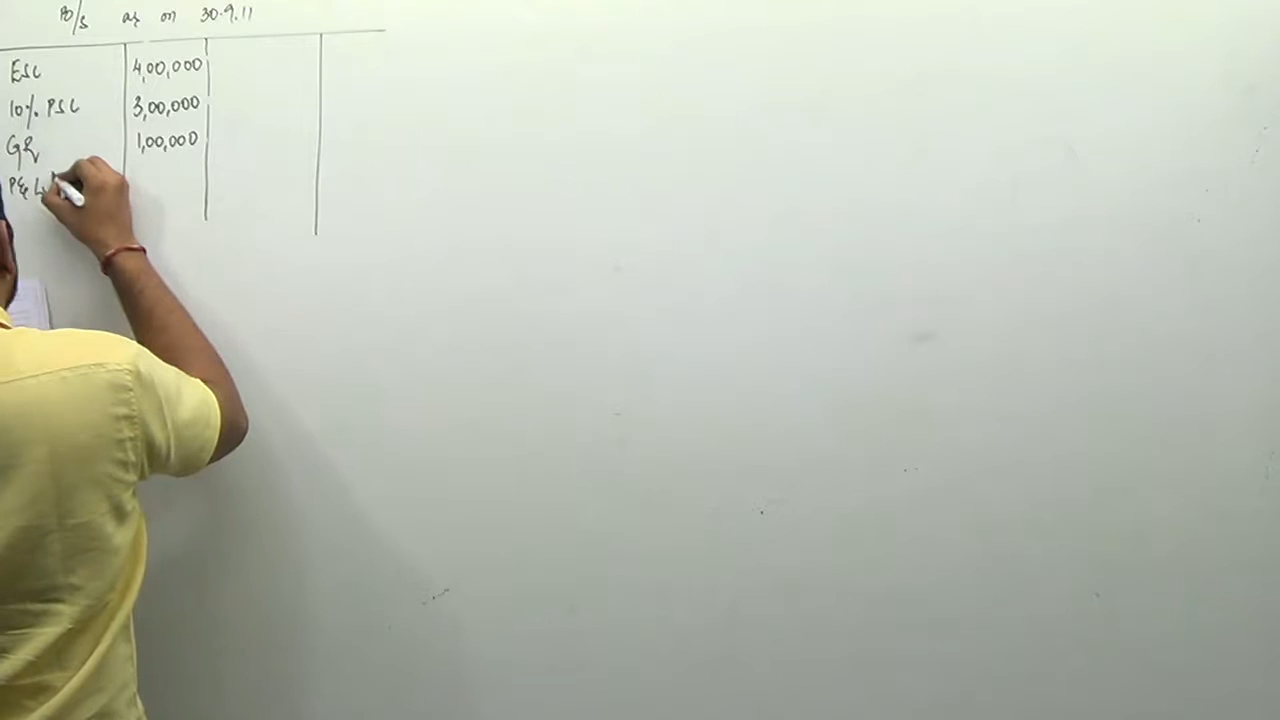 B/S as on 30.9.11
ESC 4,00,000
10% PSC 3,00,000
GR 1,00,000
P&L